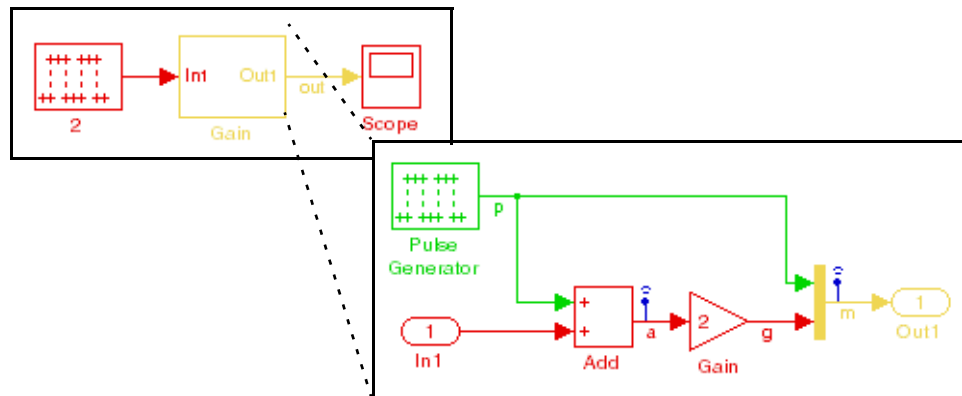 In1
Out1
out
2
Gain
Scope
p
Pulse
Generator
+
+
1
In1
Add
a
2
Gain
g
m
1
Out1